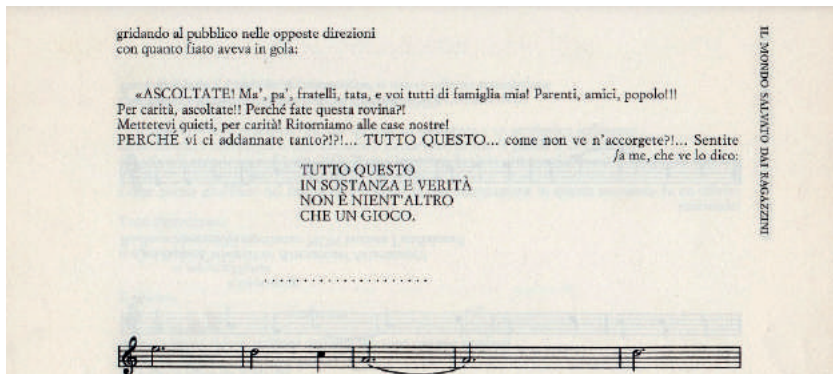 gridando al pubblico nelle opposte direzioni
con quanto fiato aveva in gola:
«ASCOLTATE! Ma', pa', fratelli, tata, e voi tutti di famiglia mia! Parenti, amici, popolo!!!
Per carità, ascoltate!! Perché fate questa rovina?!
Mettetevi quieti, per carità! Ritorniamo alle case nostre!
PERCHÉ vi ci addannate tanto?!?!... TUTTO QUESTO... come non ve n'accorgete?!... Sentite
/a me, che ve lo dico:
TUTTO QUESTO
IN SOSTANZA E VERITÀ
NON È NIENT'ALTRO
CHE UN GIOCO.
.....................
IL MONDO SALVATO DAI RAGAZZINI